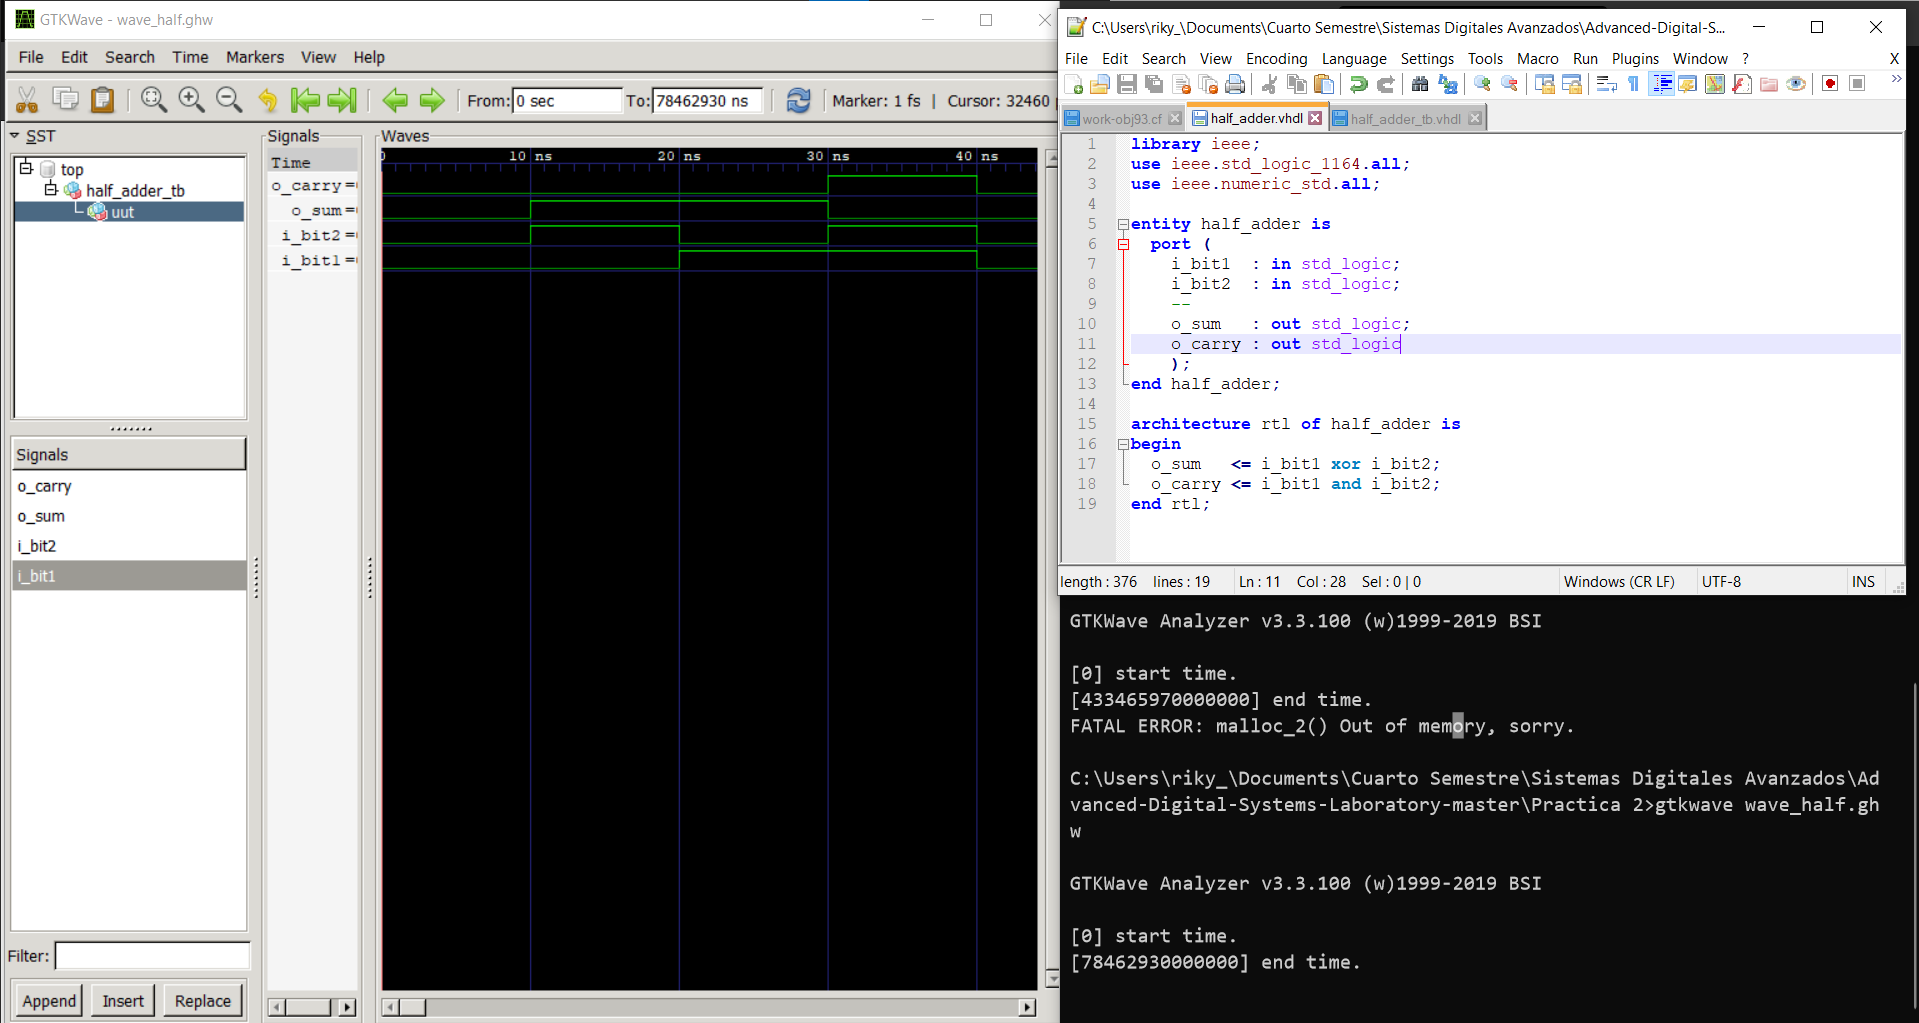 GTKWave - wave_half.ghw
File Edit Search Time Markers View Help
From: 0 sec To: 78462930 ns Marker: 1 fs | Cursor: 32460
SST
top
half_adder_tb
uut
Signals
o_carry
o_sum
i_bit2
i_bit1
Filter:
Append Insert Replace
Signals
Time
o_carry =
o_sum =
i_bit2 =
i_bit1 =
Waves
0 10 ns 20 ns 30 ns 40 ns
C:\Users\riky_\Documents\Cuarto Semestre\Sistemas Digitales Avanzados\Advanced-Digital-S...
File Edit Search View Encoding Language Settings Tools Macro Run Plugins Window ? X
work-obj93.cf half_adder.vhdl half_adder_tb.vhdl
1 library ieee;
2 use ieee.std_logic_1164.all;
3 use ieee.numeric_std.all;
4
5 entity half_adder is
6 port (
7 i_bit1 : in std_logic;
8 i_bit2 : in std_logic;
9 --
10 o_sum : out std_logic;
11 o_carry : out std_logic
12 );
13 end half_adder;
14
15 architecture rtl of half_adder is
16 begin
17 o_sum <= i_bit1 xor i_bit2;
18 o_carry <= i_bit1 and i_bit2;
19 end rtl;
length : 376 lines : 19 Ln : 11 Col : 28 Sel : 0 | 0 Windows (CR LF) UTF-8 INS
GTKWave Analyzer v3.3.100 (w)1999-2019 BSI
[0] start time.
[433465970000000] end time.
FATAL ERROR: malloc_2() Out of memory, sorry.
C:\Users\riky_\Documents\Cuarto Semestre\Sistemas Digitales Avanzados\Ad
vanced-Digital-Systems-Laboratory-master\Practica 2>gtkwave wave_half.gh
w
GTKWave Analyzer v3.3.100 (w)1999-2019 BSI
[0] start time.
[78462930000000] end time.